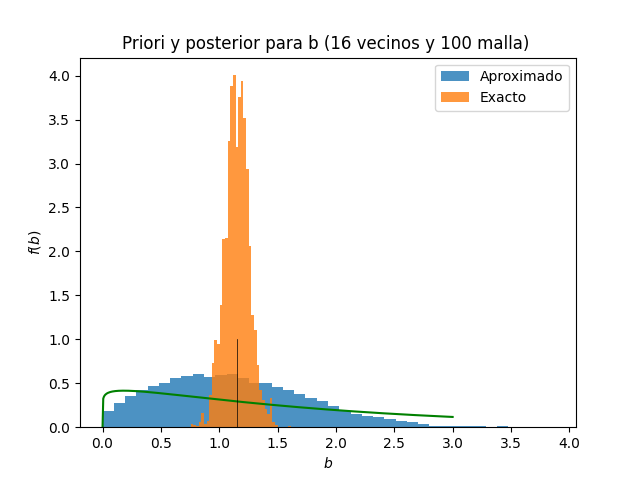 Priori y posterior para b (16 vecinos y 100 malla)
Aproximado
Exacto
f(b)
4.0
3.5
3.0
2.5
2.0
1.5
1.0
0.5
0.0
0.0 0.5 1.0 1.5 2.0 2.5 3.0 3.5 4.0
b